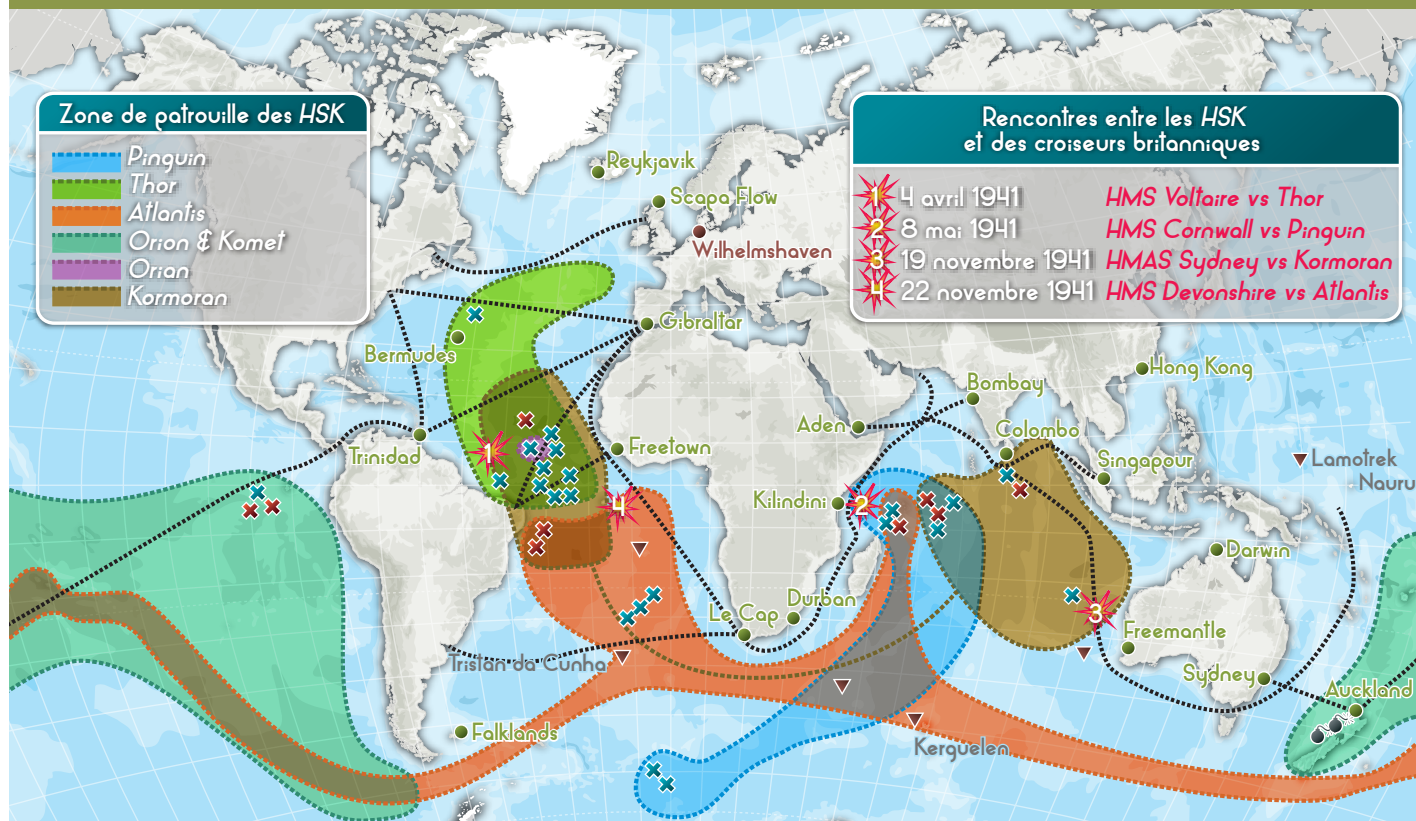 Zone de patrouille des HSK
Pinguin
Thor
Atlantis
Orion & Komet
Orian
Kormoran
Rencontres entre les HSK
et des croiseurs britanniques
1 4 avril 1941 HMS Voltaire vs Thor
2 8 mai 1941 HMS Cornwall vs Pinguin
3 19 novembre 1941 HMAS Sydney vs Kormoran
4 22 novembre 1941 HMS Devonshire vs Atlantis
Reykjavik
Scapa Flow
Wilhelmshaven
Gibraltar
Bermudes
Hong Kong
Bombay
Aden
Colombo
Trinidad
1
Freetown
Singapour
Lamotrek
Nauru
4
Kilindini
2
Darwin
Le Cap
Durban
3
Freemantle
Tristan da Cunha
Sydney
Auckland
Falklands
Kerguelen